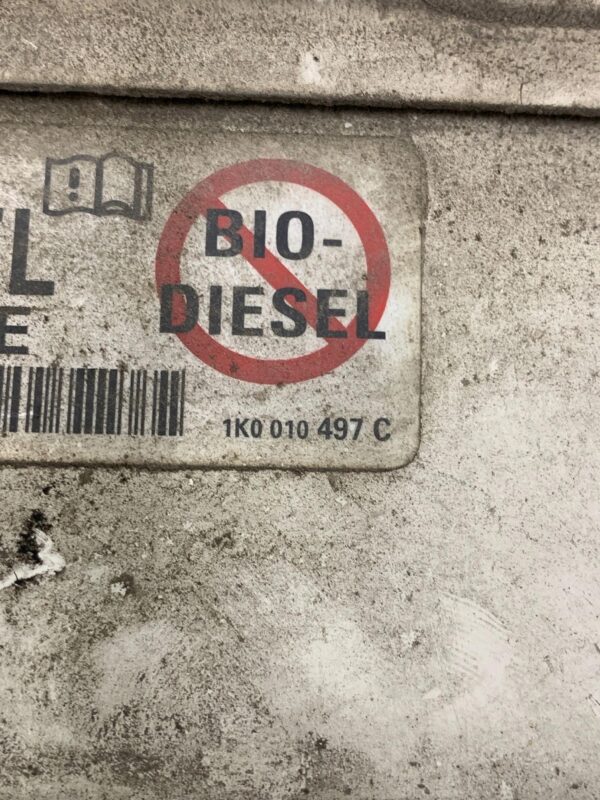 BIO-
DIESEL
1K0 010 497 C